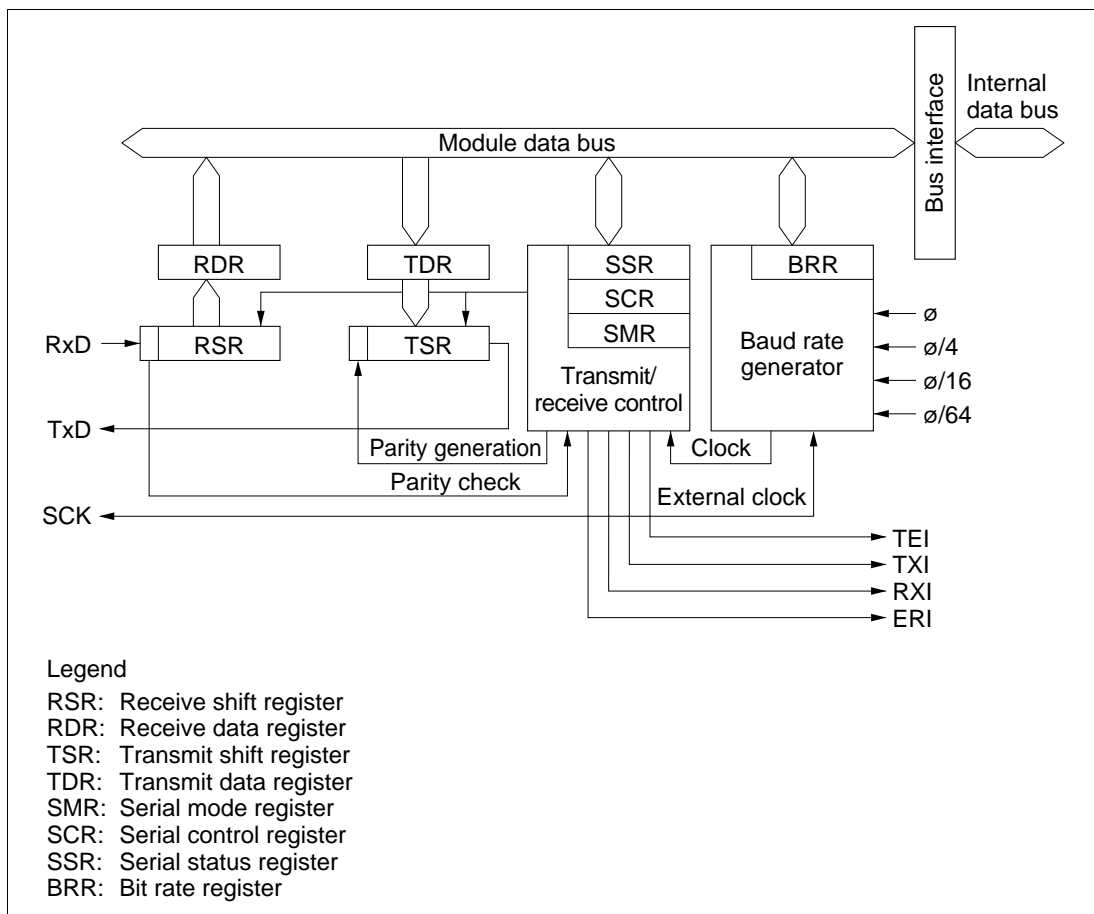 Internal
data bus
Module data bus
Bus interface
RDR
TDR
SSR
BRR
SCR
SMR
RxD
RSR
TSR
Baud rate
generator
ø
ø/4
ø/16
ø/64
Transmit/
receive control
TxD
Parity generation
Clock
Parity check
External clock
SCK
TEI
TXI
RXI
ERI
Legend
RSR: Receive shift register
RDR: Receive data register
TSR: Transmit shift register
TDR: Transmit data register
SMR: Serial mode register
SCR: Serial control register
SSR: Serial status register
BRR: Bit rate register